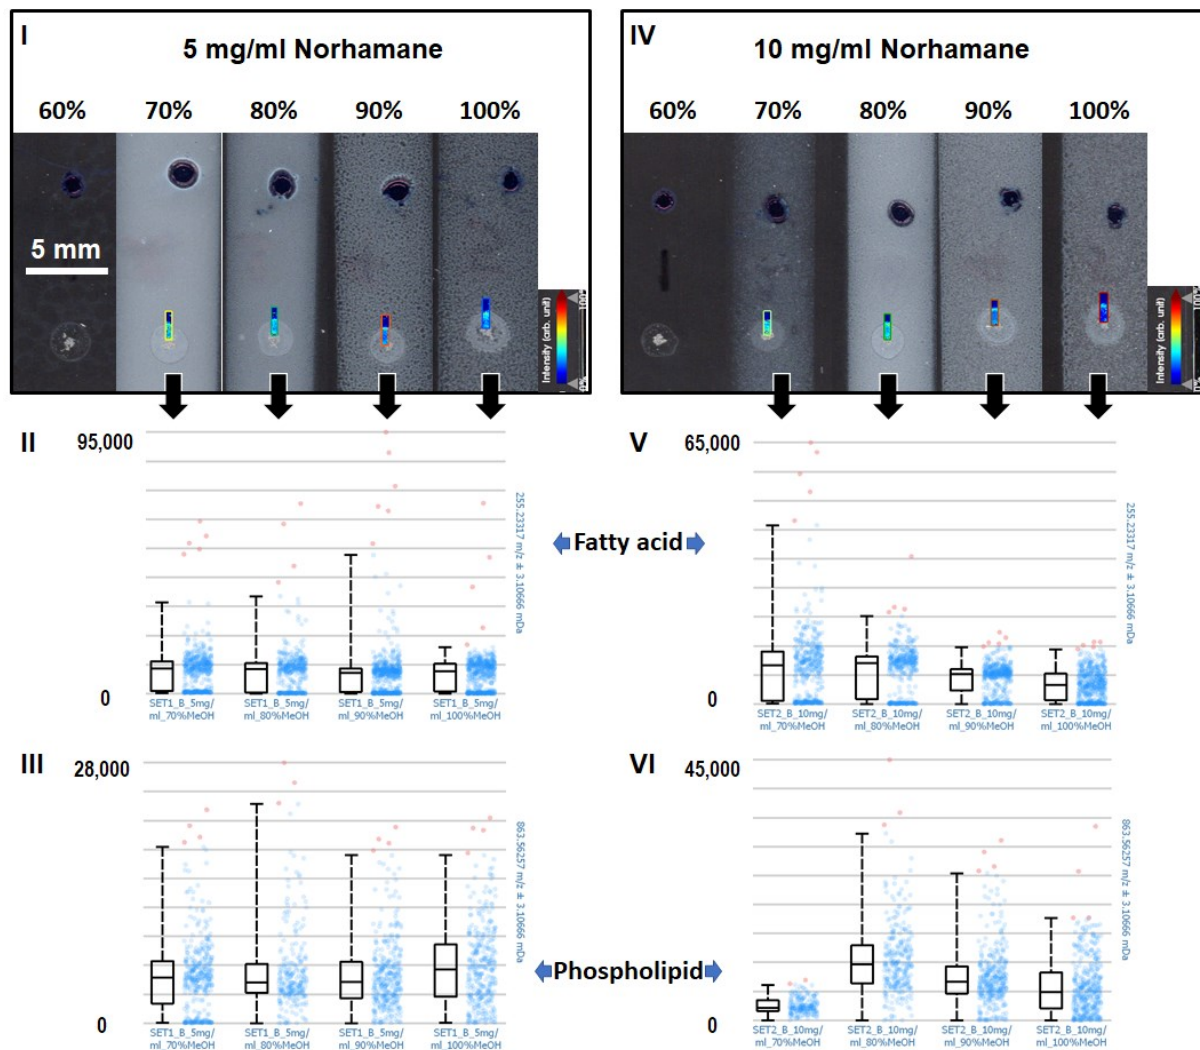 I
5 mg/ml Norhamane
60% 70% 80% 90% 100%
5 mm
Intensity (arb. unit)
0% 100%
IV
10 mg/ml Norhamane
60% 70% 80% 90% 100%
Intensity (arb. unit)
0% 100%
II
95,000
0
255.23317 m/z ± 3.10666 mDa
SET1_B_5mg/ SET1_B_5mg/ SET1_B_5mg/ SET1_B_5mg/
ml_70%MeOH ml_80%MeOH ml_90%MeOH ml_100%MeOH
Fatty acid
V
65,000
0
255.23317 m/z ± 3.10666 mDa
SET2_B_10mg/ SET2_B_10mg/ SET2_B_10mg/ SET2_B_10mg/
ml_70%MeOH ml_80%MeOH ml_90%MeOH ml_100%MeOH
III
28,000
0
863.56257 m/z ± 3.10666 mDa
SET1_B_5mg/ SET1_B_5mg/ SET1_B_5mg/ SET1_B_5mg/
ml_70%MeOH ml_80%MeOH ml_90%MeOH ml_100%MeOH
Phospholipid
VI
45,000
0
863.56257 m/z ± 3.10666 mDa
SET2_B_10mg/ SET2_B_10mg/ SET2_B_10mg/ SET2_B_10mg/
ml_70%MeOH ml_80%MeOH ml_90%MeOH ml_100%MeOH